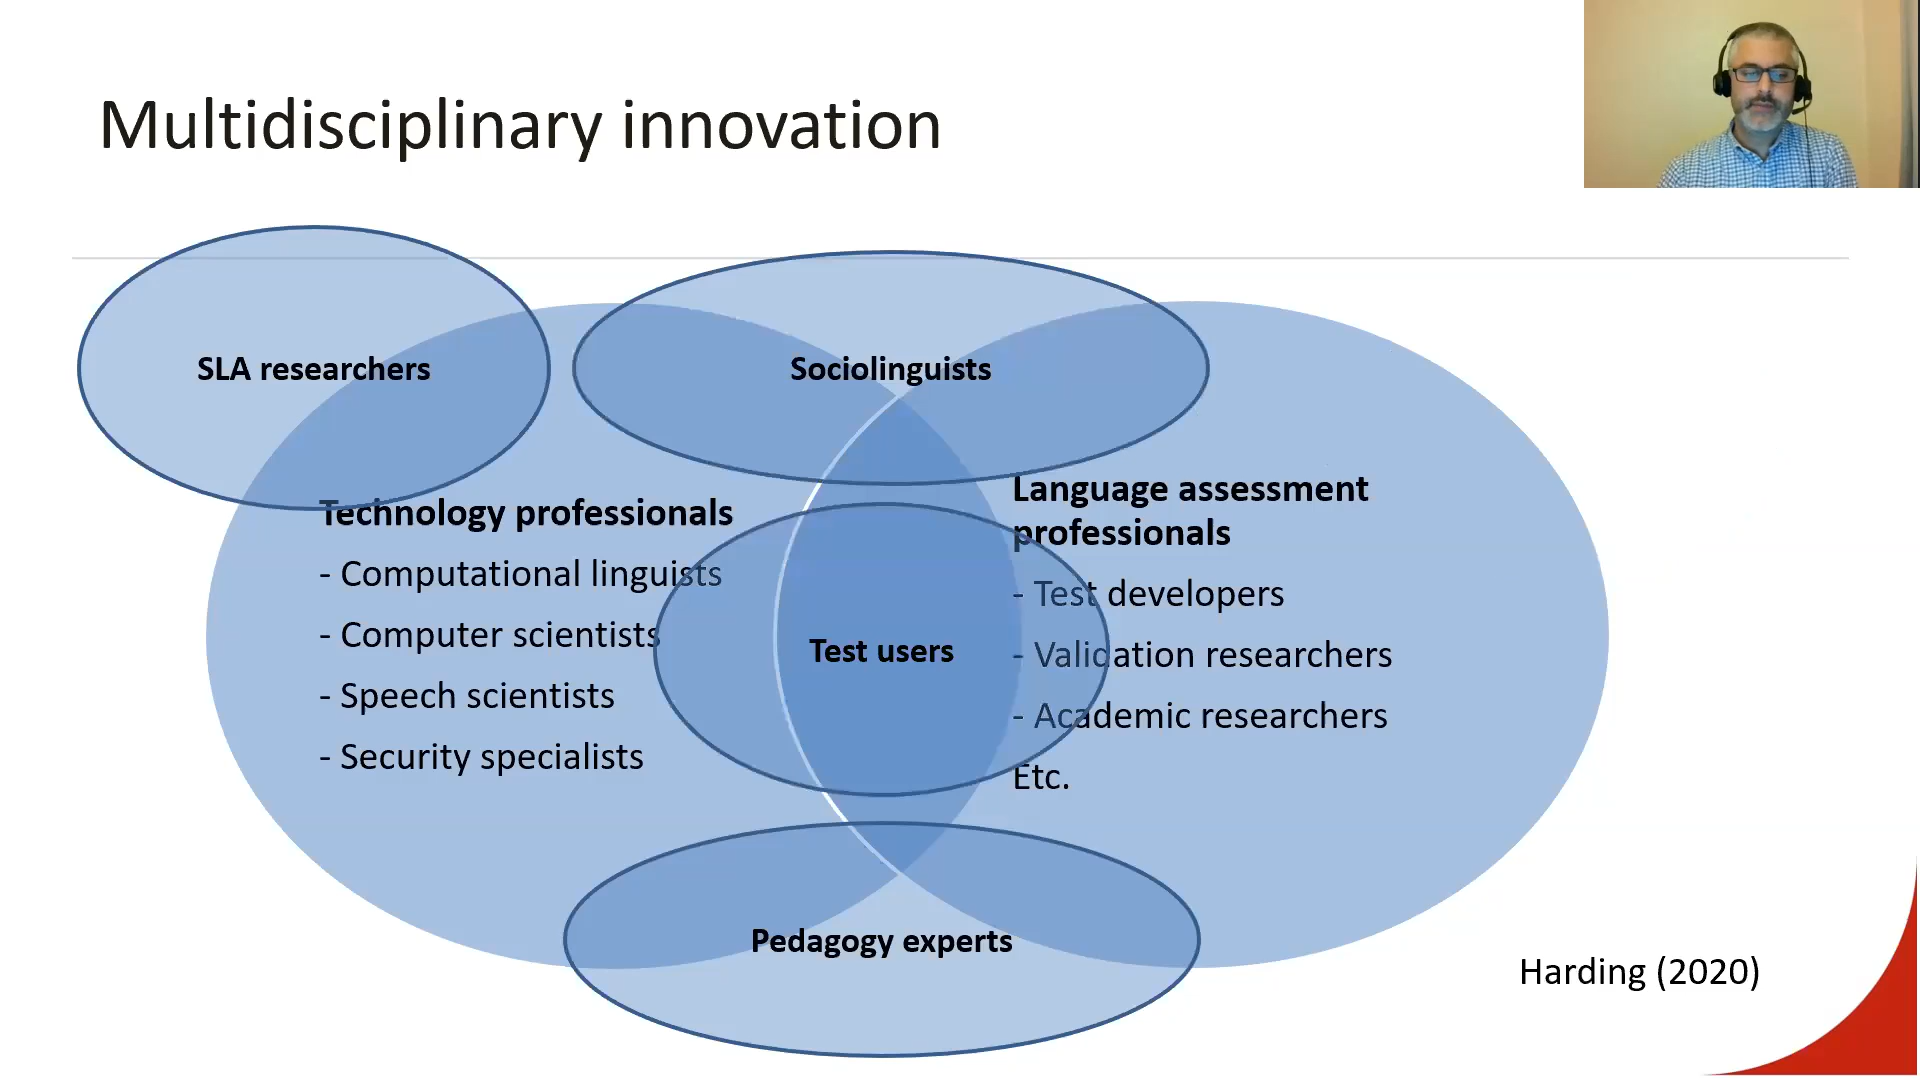 Multidisciplinary innovation
SLA researchers
Sociolinguists
Technology professionals
- Computational linguists
- Computer scientists
- Speech scientists
- Security specialists
Test users
Language assessment
professionals
- Test developers
- Validation researchers
- Academic researchers
Etc.
Pedagogy experts
Harding (2020)